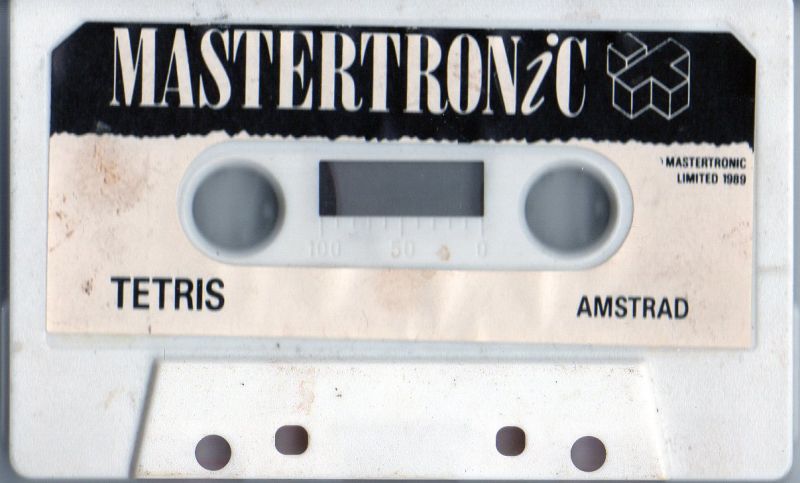 MASTERTRONiC
MASTERTRONIC
LIMITED 1989
100 50 0
TETRIS
AMSTRAD